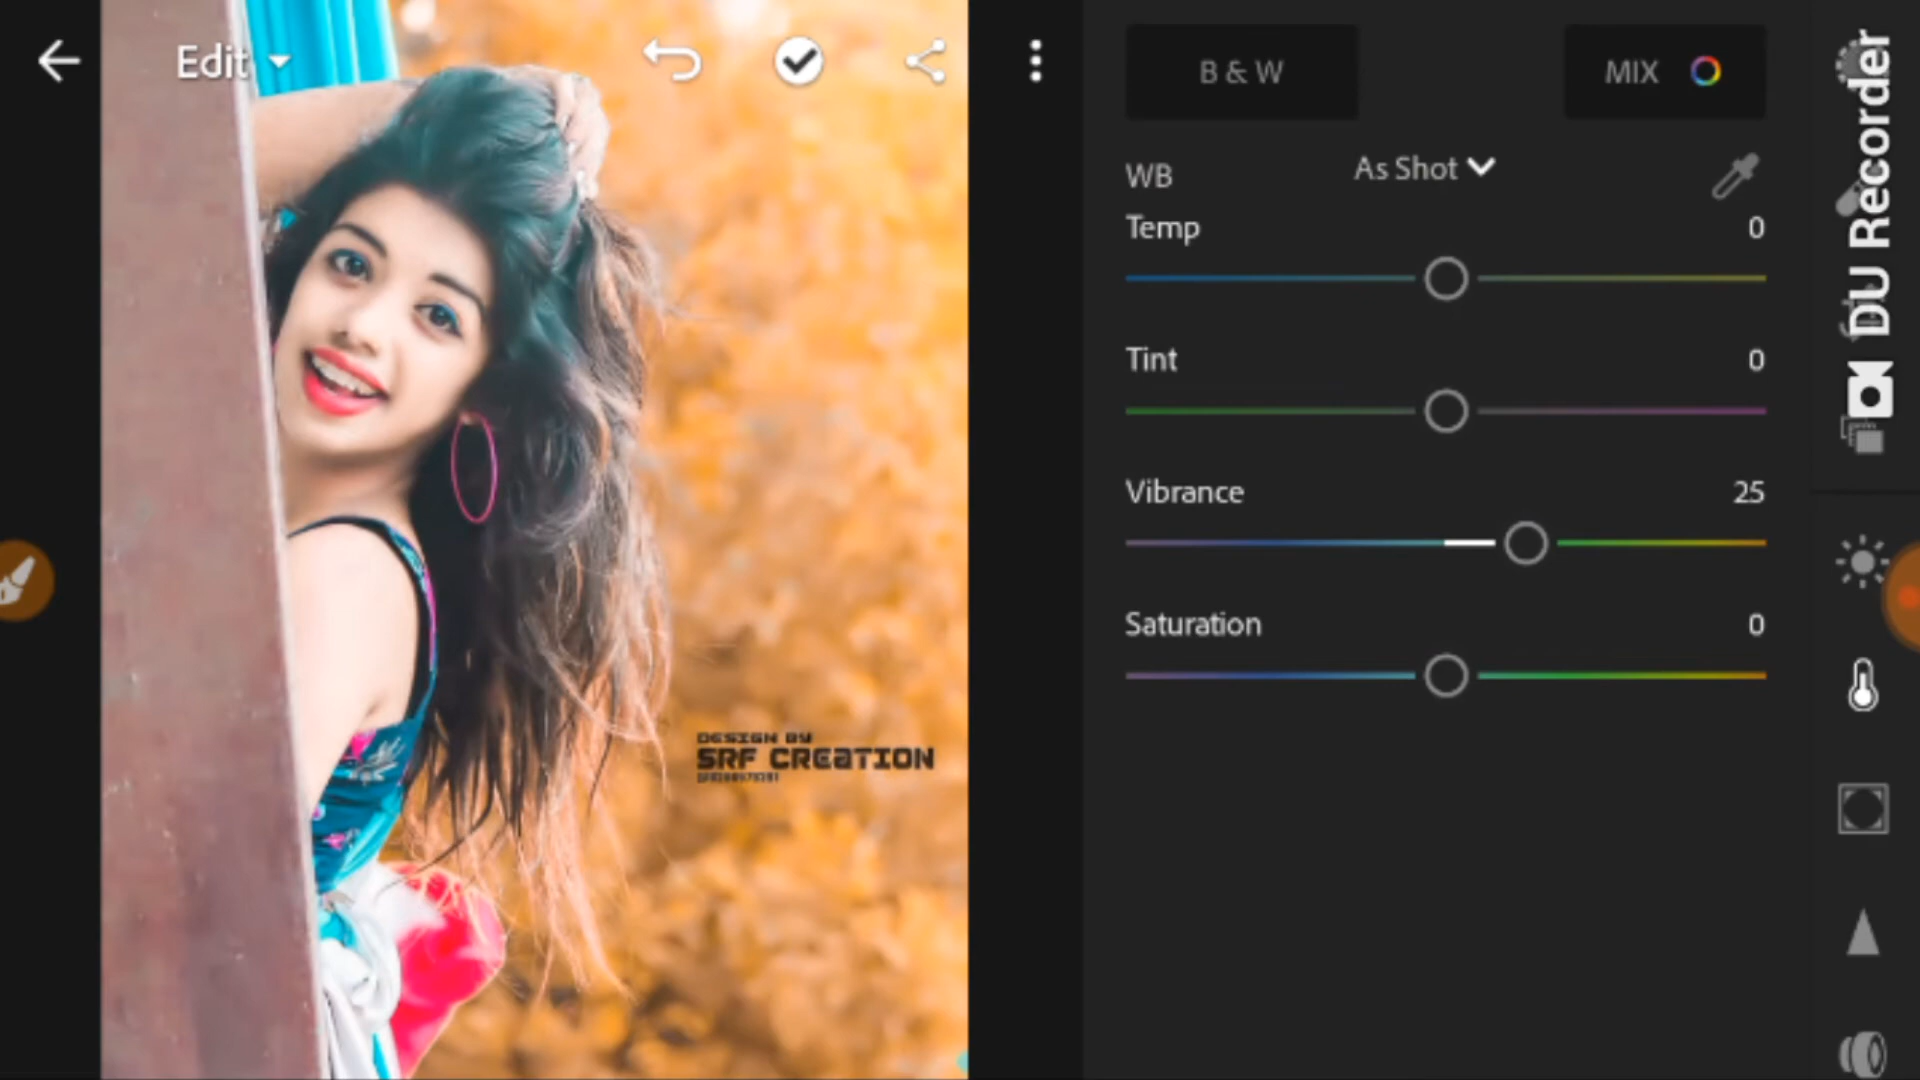 Edit
B & W
MIX
WB
As Shot
Temp
0
Tint
0
Vibrance
25
Saturation
0
DU Recorder
DESIGN BY
SRF CREATION